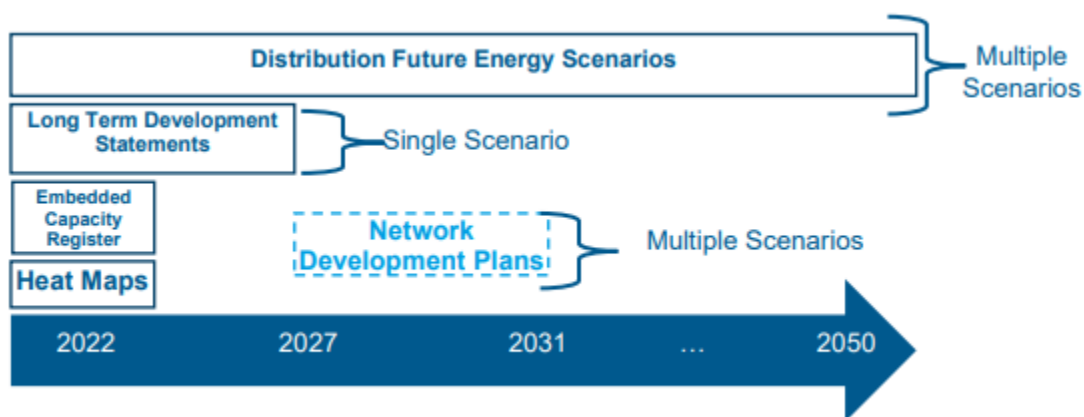 Distribution Future Energy Scenarios
Multiple
Scenarios
Long Term Development
Statements
Single Scenario
Embedded
Capacity
Register
Network
Development Plans
Multiple Scenarios
Heat Maps
2022 2027 2031 ... 2050